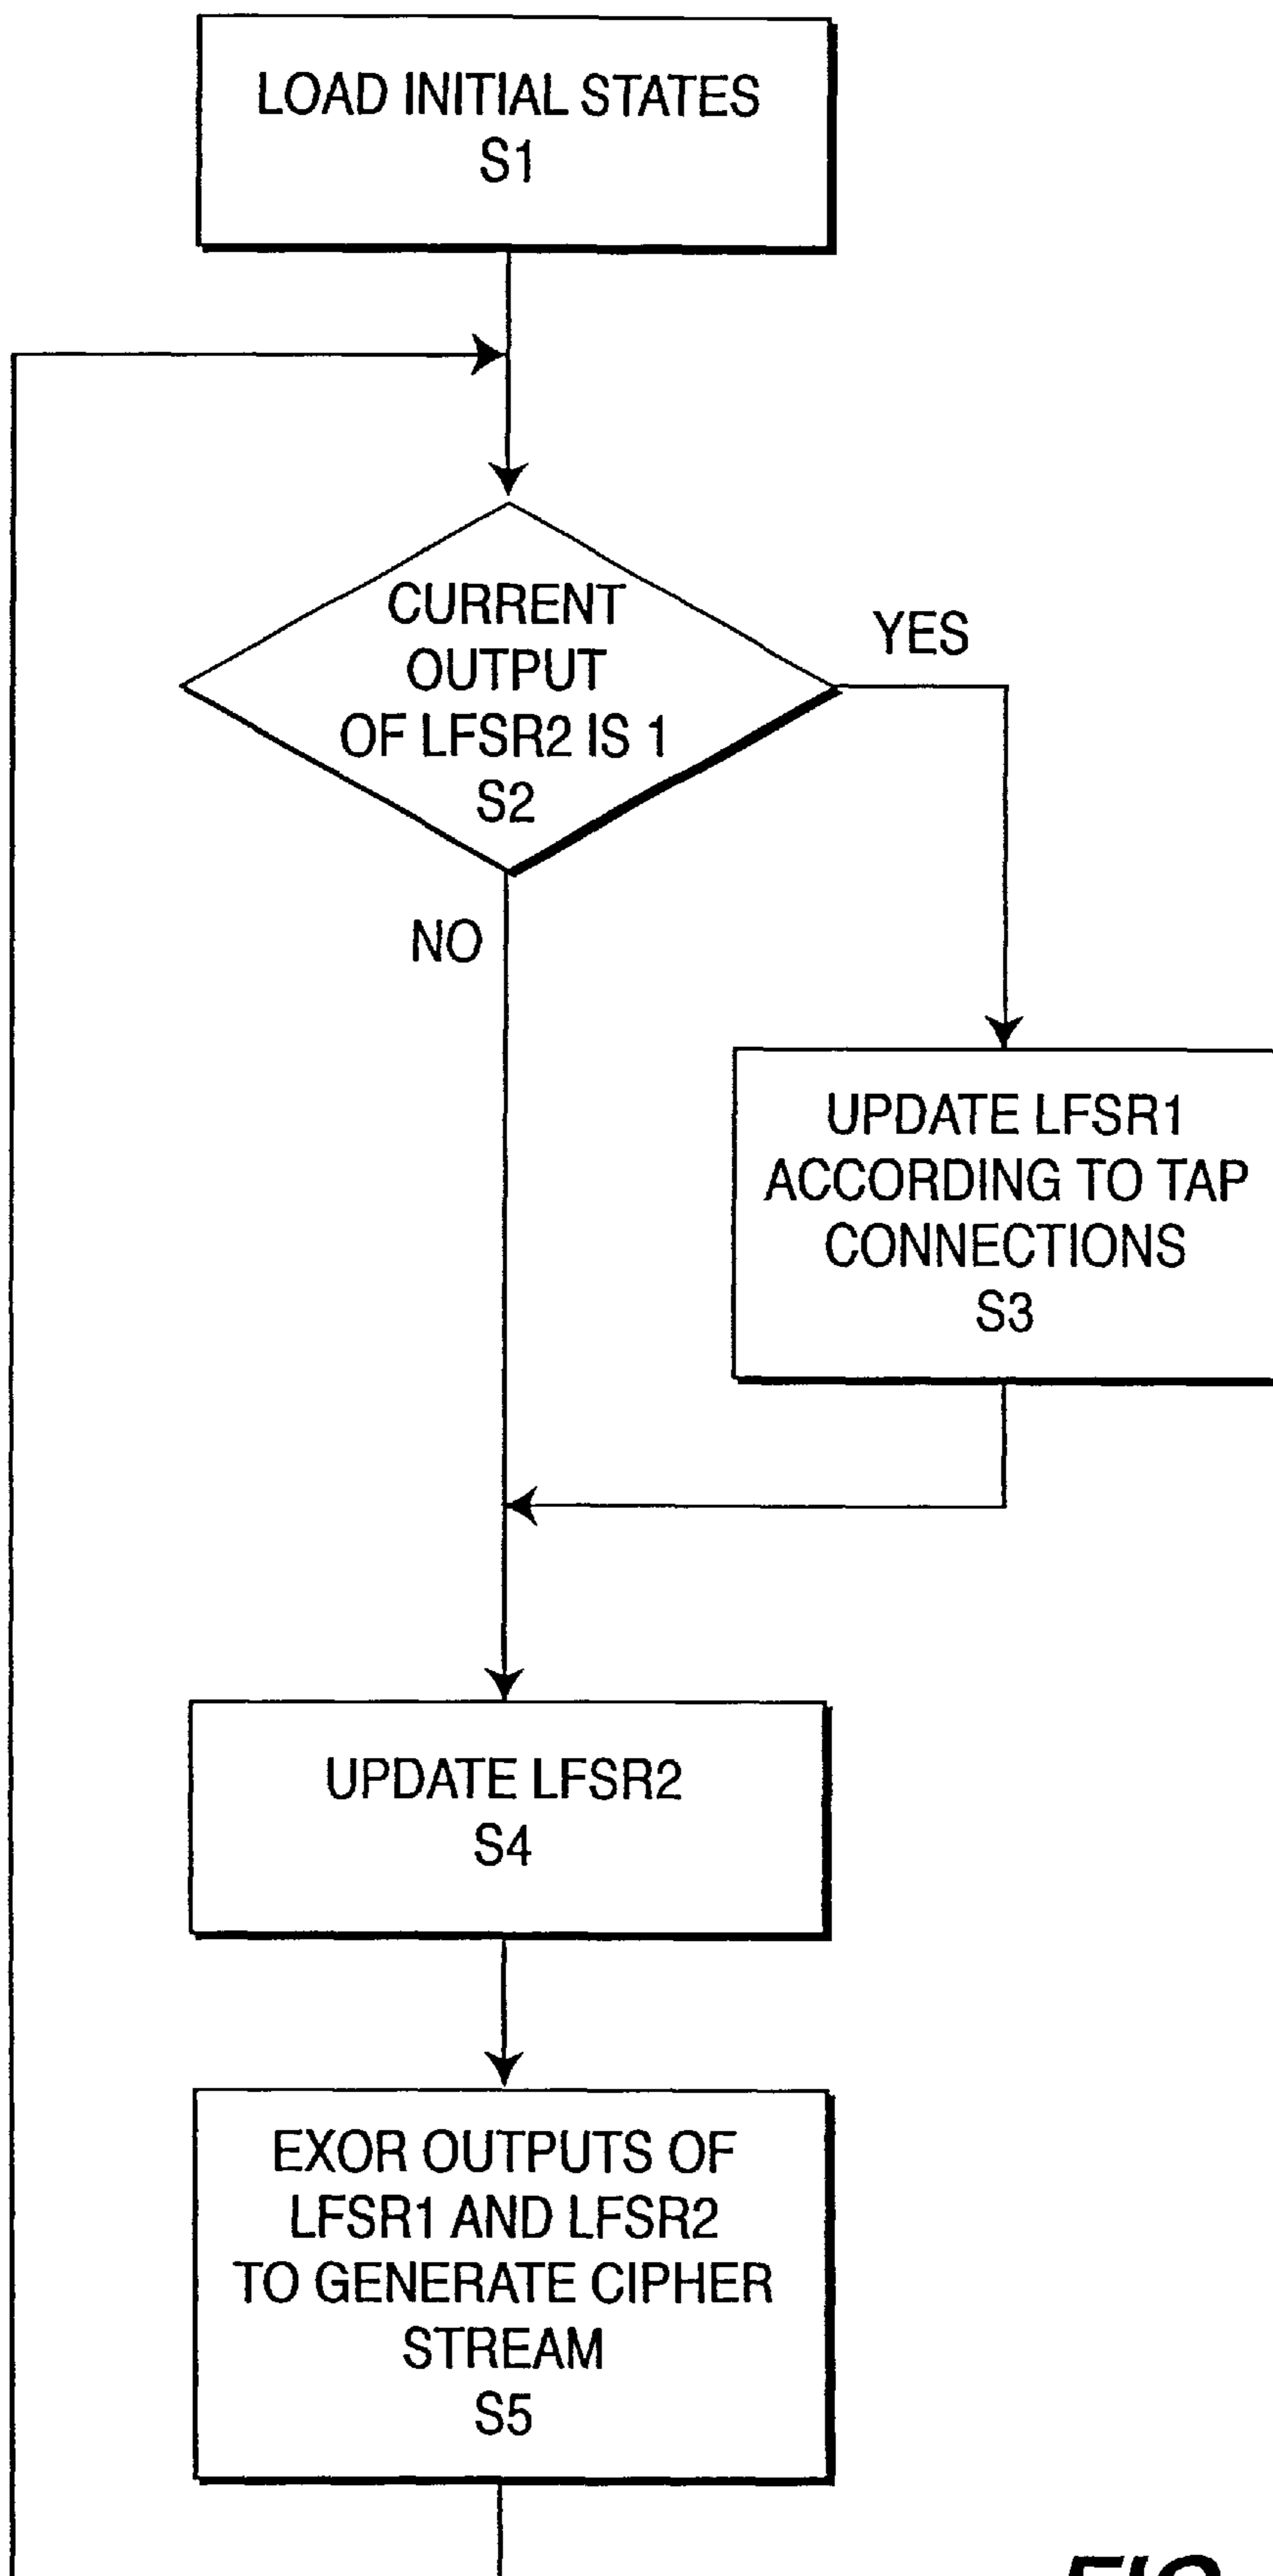 LOAD INITIAL STATES
S1
CURRENT
OUTPUT
OF LFSR2 IS 1
S2
YES
NO
UPDATE LFSR1
ACCORDING TO TAP
CONNECTIONS
S3
UPDATE LFSR2
S4
EXOR OUTPUTS OF
LFSR1 AND LFSR2
TO GENERATE CIPHER
STREAM
S5